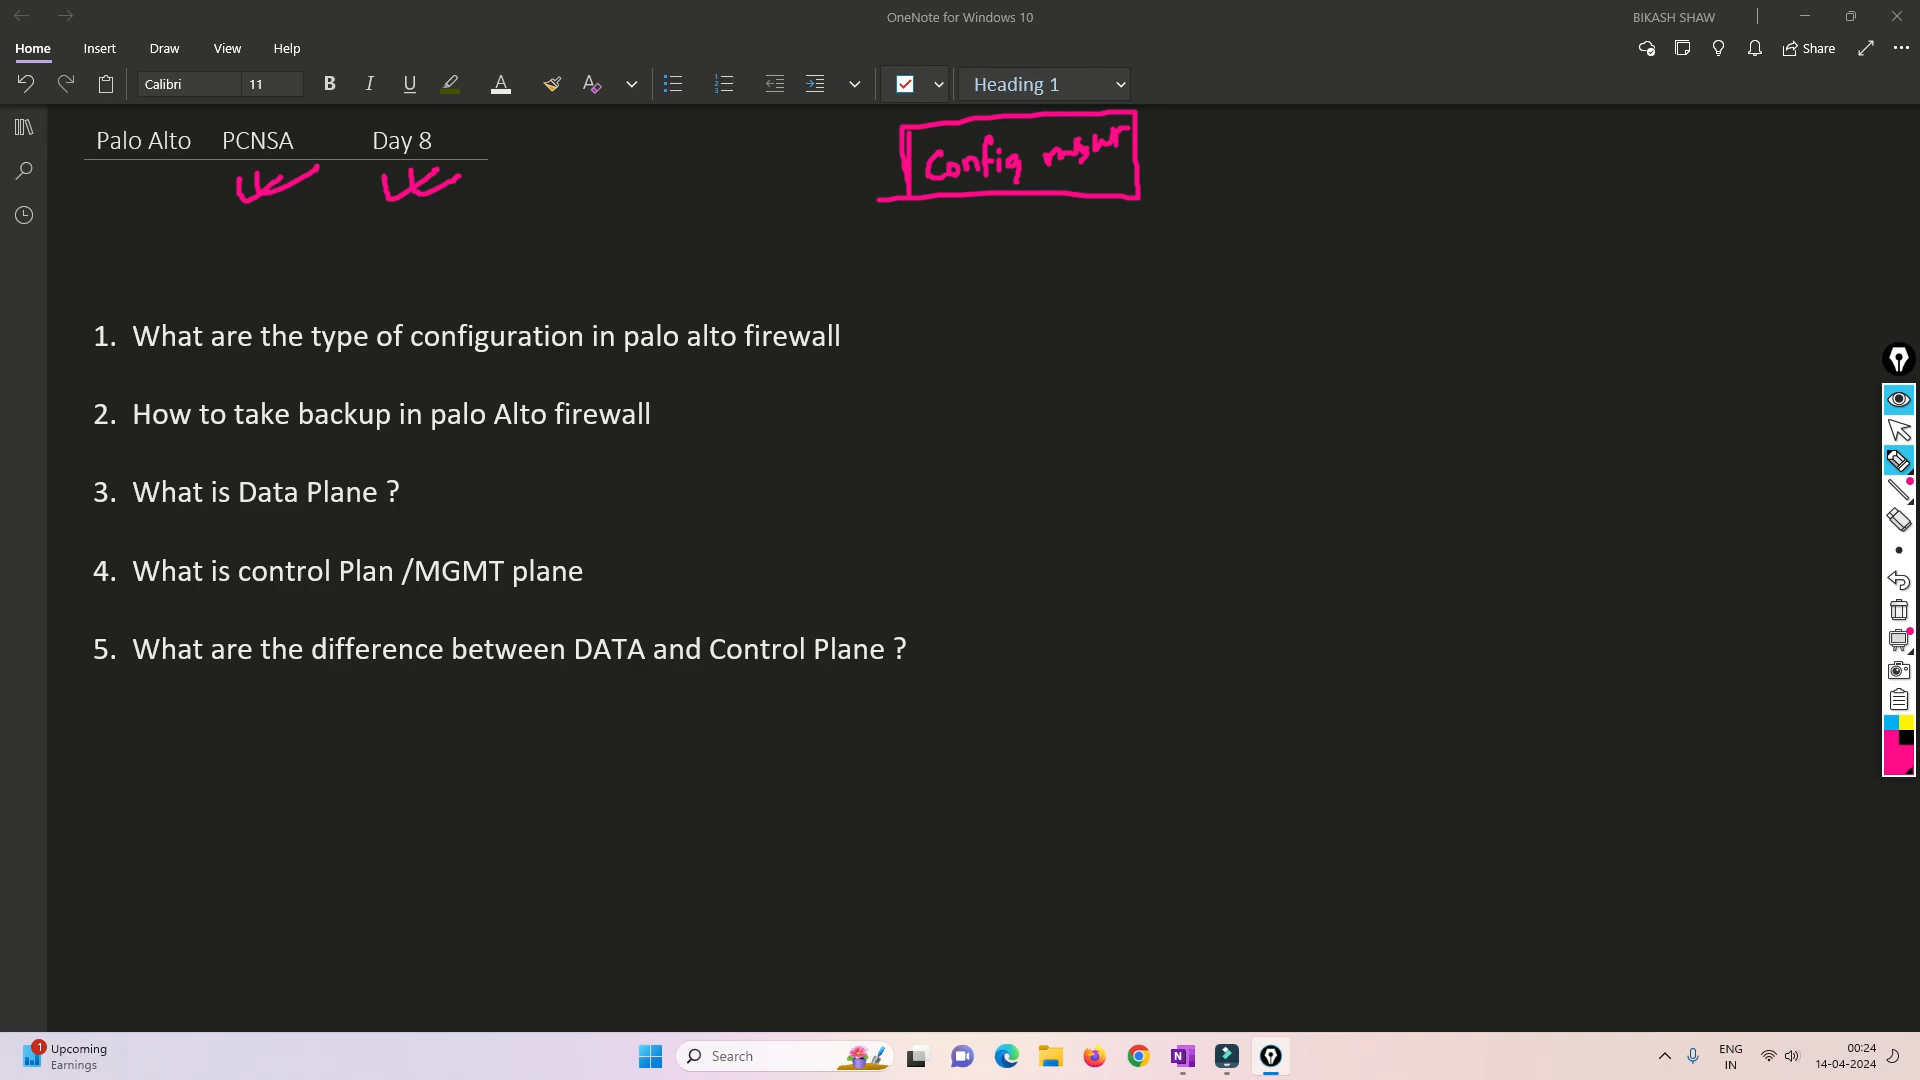 OneNote for Windows 10
BIKASH SHAW
Home Insert Draw View Help
Share
Calibri 11 B I U A A Heading 1
Palo Alto PCNSA Day 8
Config mgmt
1. What are the type of configuration in palo alto firewall
2. How to take backup in palo Alto firewall
3. What is Data Plane ?
4. What is control Plan /MGMT plane
5. What are the difference between DATA and Control Plane ?
1 Upcoming
Earnings
Search
ENG
IN
00:24
14-04-2024